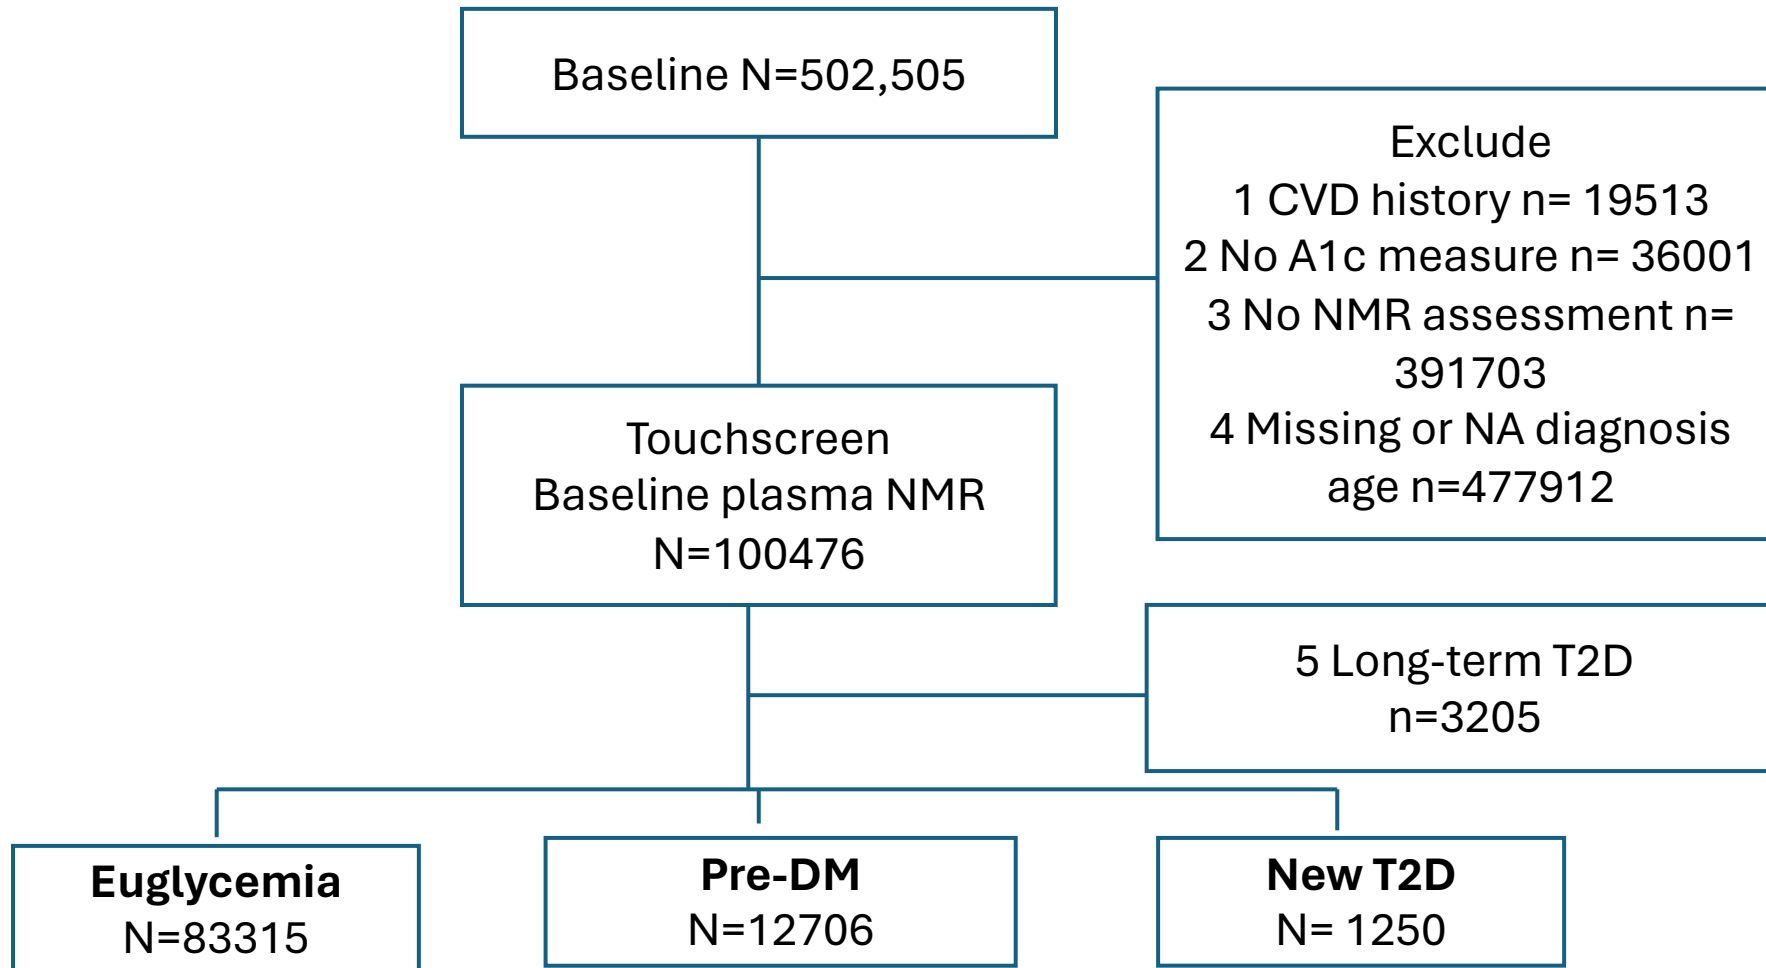 Baseline N=502,505
Exclude
1 CVD history n= 19513
2 No A1c measure n= 36001
3 No NMR assessment n=
391703
4 Missing or NA diagnosis
age n=477912
Touchscreen
Baseline plasma NMR
N=100476
5 Long-term T2D
n=3205
Euglycemia
N=83315
Pre-DM
N=12706
New T2D
N= 1250